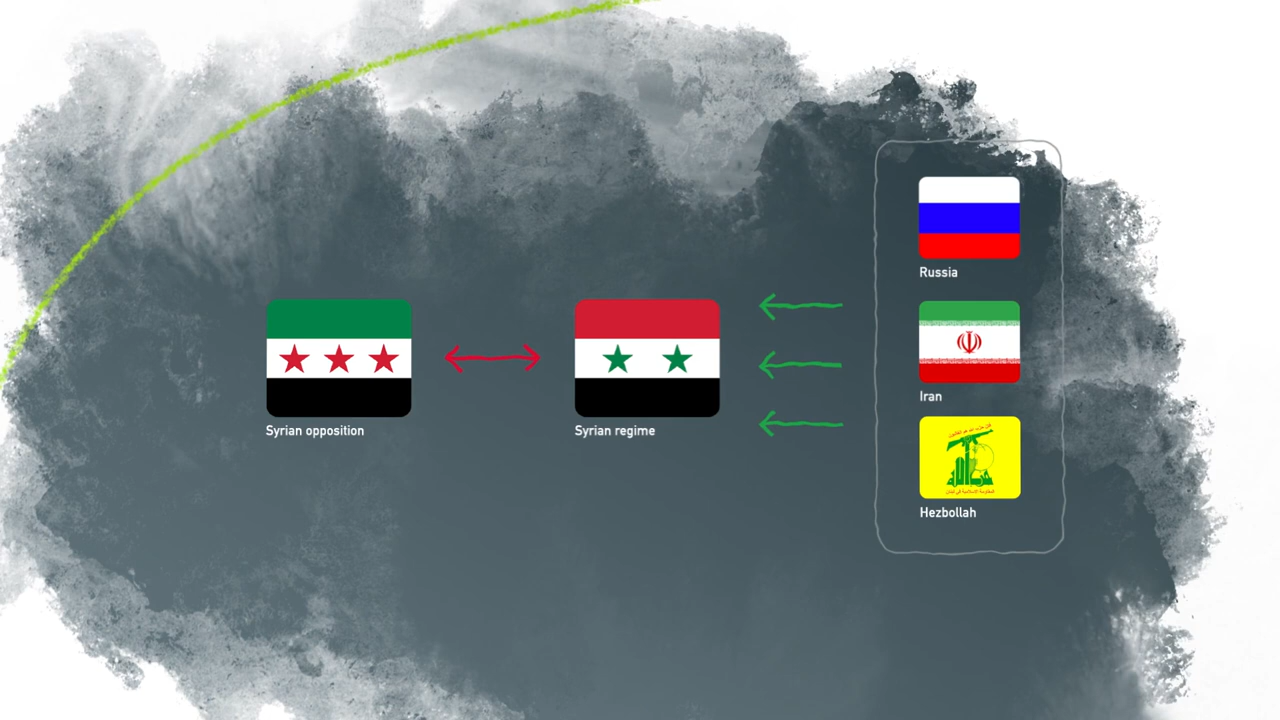 Syrian opposition
Syrian regime
Russia
Iran
Hezbollah